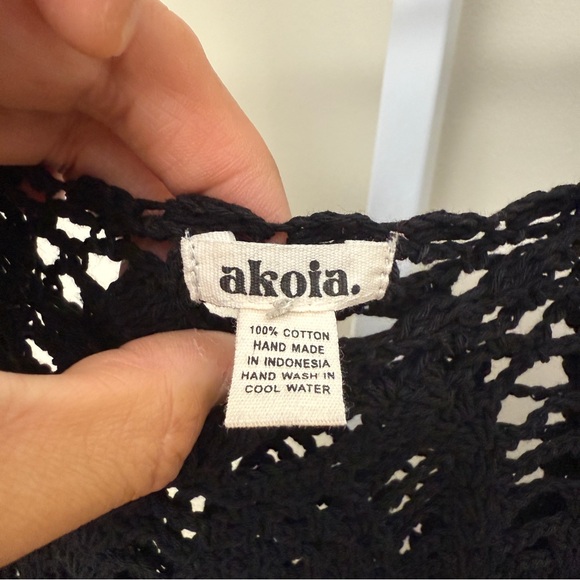 akoia.
100% COTTON
HAND MADE
IN INDONESIA
HAND WASH IN
COOL WATER